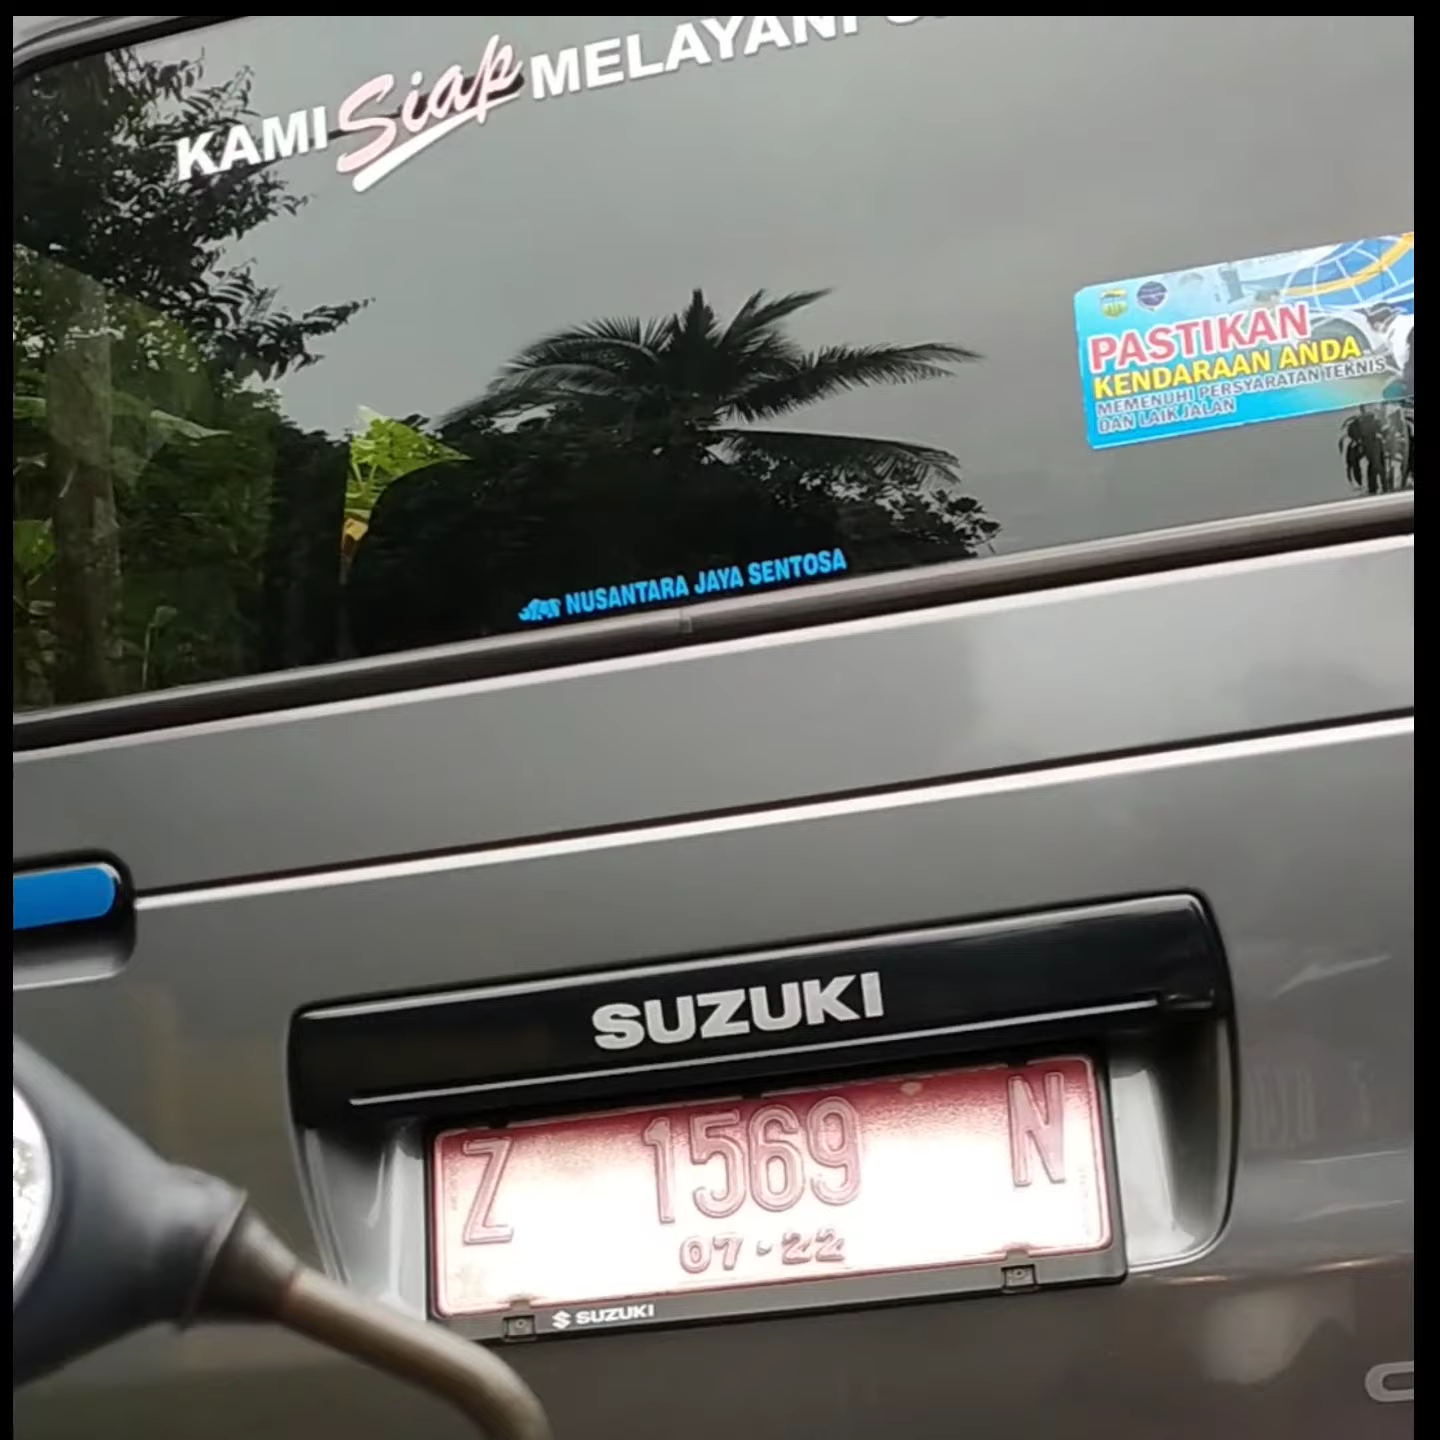 KAMI Siap MELAYANI
PASTIKAN
KENDARAAN ANDA
MEMENUHI PERSYARATAN TEKNIS
DAN LAIK JALAN
NUSANTARA JAYA SENTOSA
SUZUKI
Z 1569 N
07-22
SUZUKI